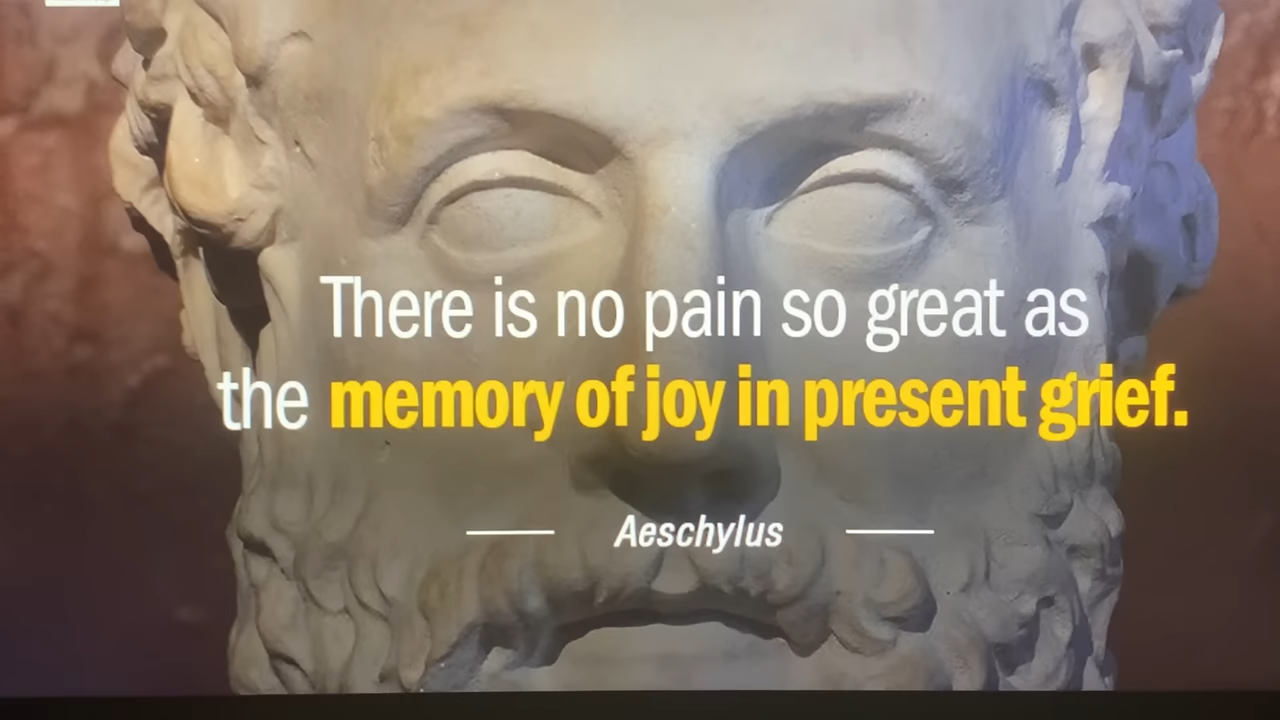 There is no pain so great as
the memory of joy in present grief.
Aeschylus